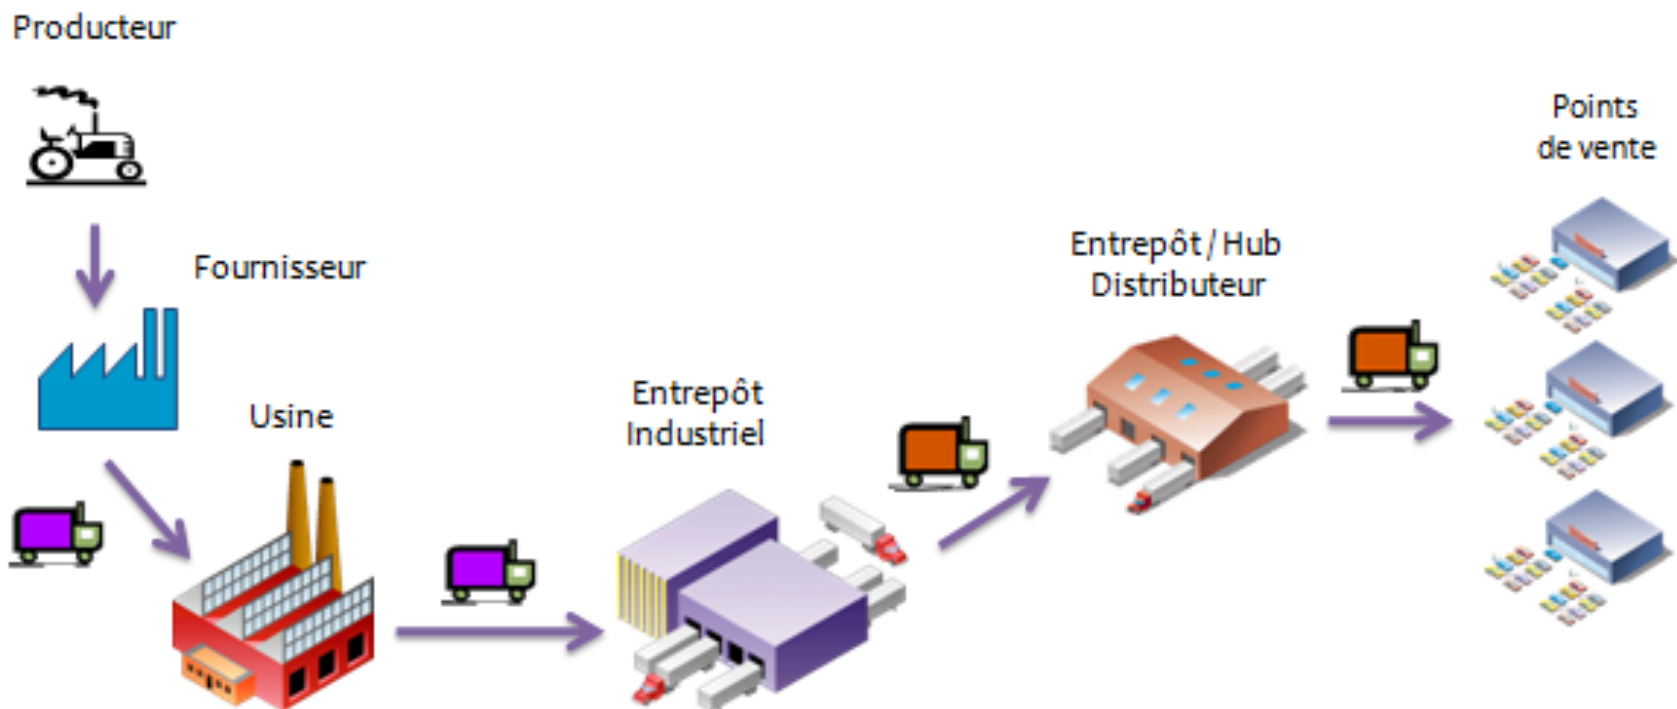 Producteur
Fournisseur
Usine
Entrepôt
Industriel
Entrepôt / Hub
Distributeur
Points
de vente